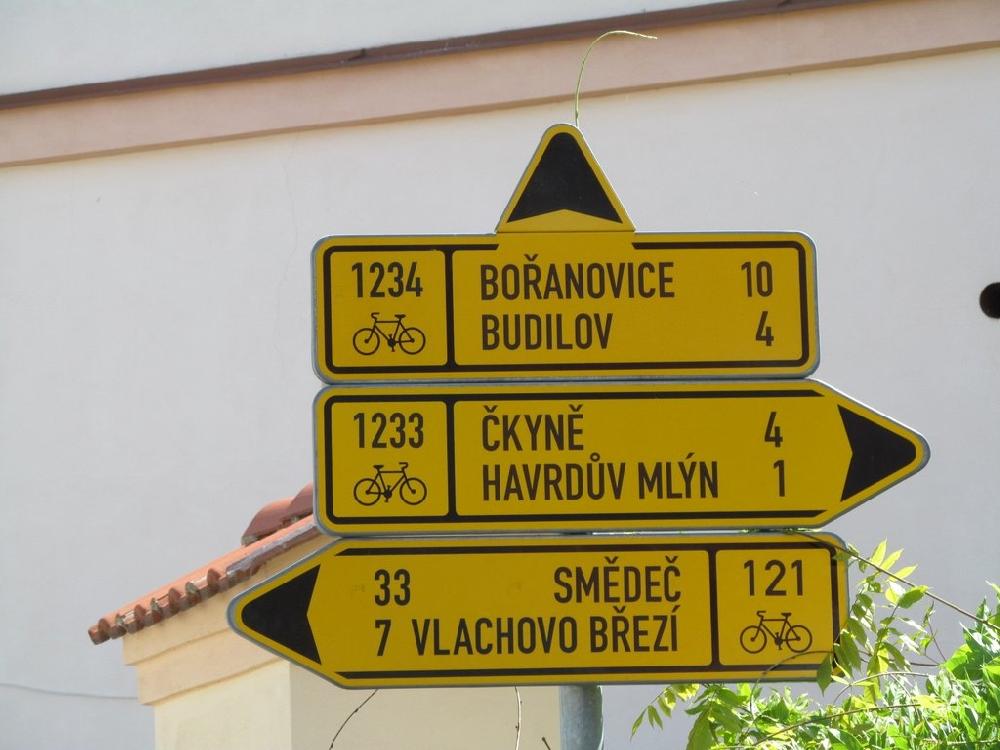 1234 BOŘANOVICE 10
BUDILOV 4
1233 ČKYNĚ 4
HAVRDŮV MLÝN 1
33 SMĚDEČ 121
7 VLACHOVO BŘEZÍ